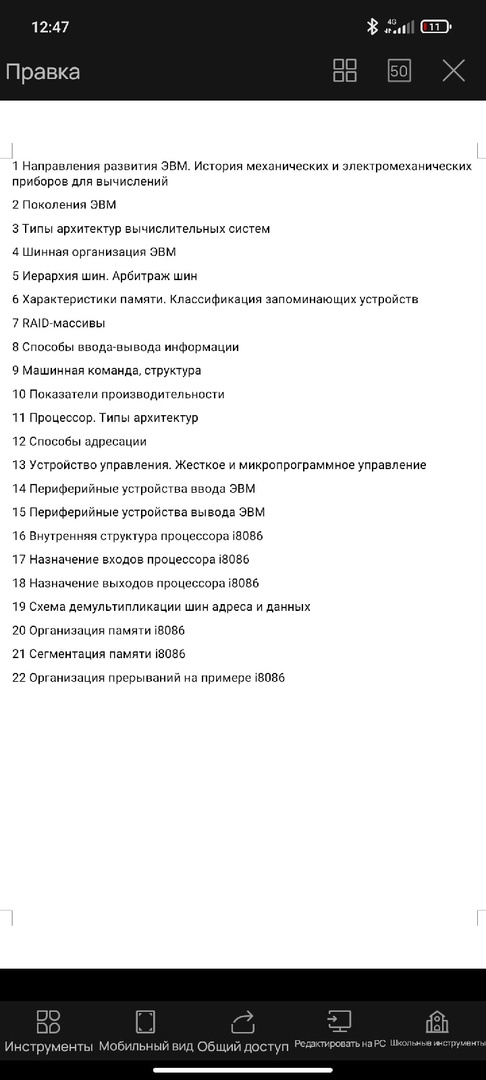 12:47
4G
11
Правка
50
1 Направления развития ЭВМ. История механических и электромеханических
приборов для вычислений
2 Поколения ЭВМ
3 Типы архитектур вычислительных систем
4 Шинная организация ЭВМ
5 Иерархия шин. Арбитраж шин
6 Характеристики памяти. Классификация запоминающих устройств
7 RAID-массивы
8 Способы ввода-вывода информации
9 Машинная команда, структура
10 Показатели производительности
11 Процессор. Типы архитектур
12 Способы адресации
13 Устройство управления. Жесткое и микропрограммное управление
14 Периферийные устройства ввода ЭВМ
15 Периферийные устройства вывода ЭВМ
16 Внутренняя структура процессора i8086
17 Назначение входов процессора i8086
18 Назначение выходов процессора i8086
19 Схема демультипликации шин адреса и данных
20 Организация памяти i8086
21 Сегментация памяти i8086
22 Организация прерываний на примере i8086
Инструменты Мобильный вид Общий доступ Редактировать на PC Школьные инструменты